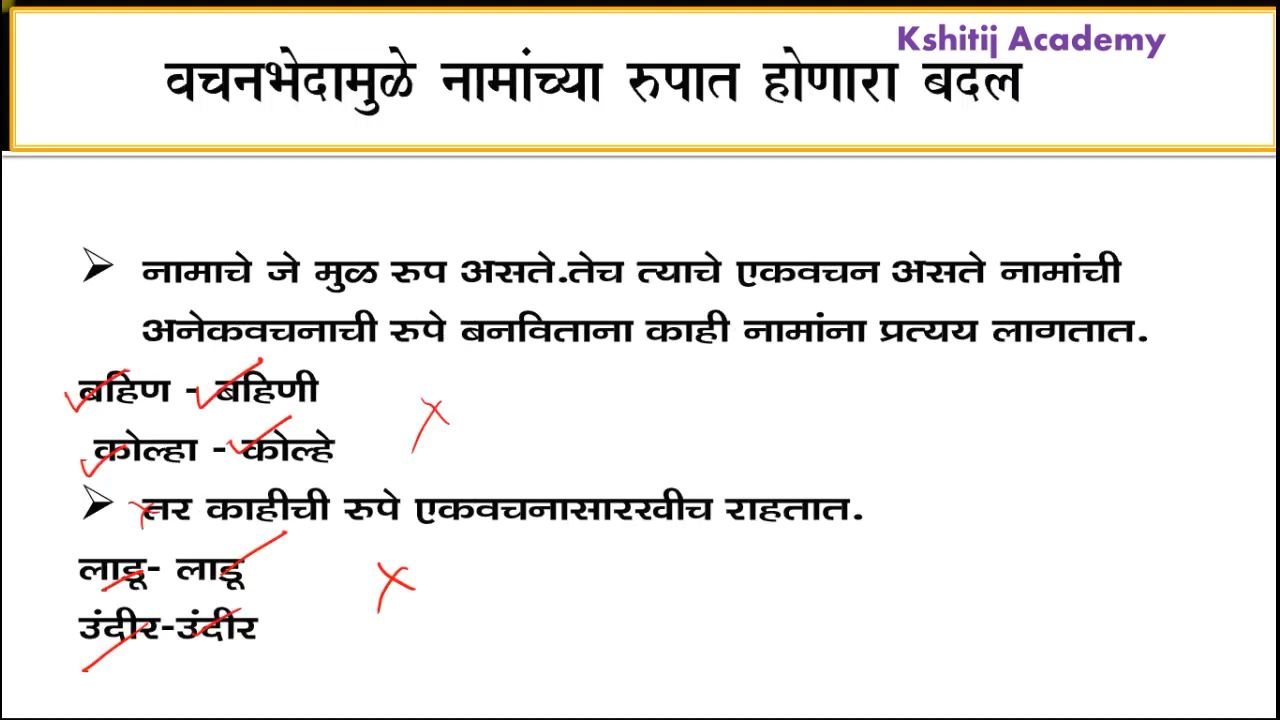 Kshitij Academy
वचनभेदामुळे नामांच्या रुपात होणारा बदल
➢ नामाचे जे मुळ रुप असते.तेच त्याचे एकवचन असते नामांची
अनेकवचनाची रुपे बनविताना काही नामांना प्रत्यय लागतात.
बहिण - बहिणी
कोल्हा - कोल्हे
➢ तर काहीची रुपे एकवचनासारखीच राहतात.
लाडू- लाडू
उंदीर-उंदीर